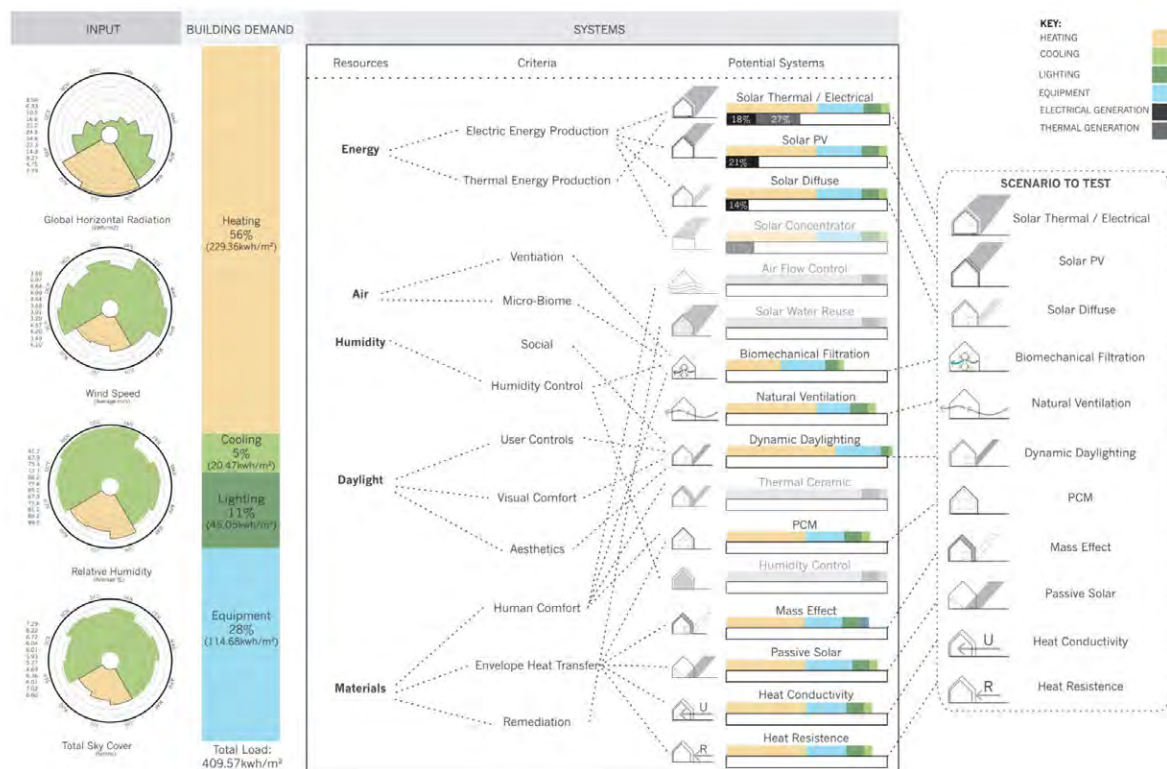 INPUT
BUILDING DEMAND
SYSTEMS
KEY:
HEATING
COOLING
LIGHTING
EQUIPMENT
ELECTRICAL GENERATION
THERMAL GENERATION
Global Horizontal Radiation
Wind Speed
Relative Humidity
Total Sky Cover
Heating
56%
(229.36kwh/m²)
Cooling
5%
(20.47kwh/m²)
Lighting
11%
(45.05kwh/m²)
Equipment
28%
(114.68kwh/m²)
Total Load:
409.57kwh/m²
Resources
Criteria
Potential Systems
Energy
Air
Humidity
Daylight
Materials
Electric Energy Production
Thermal Energy Production
Ventiation
Micro-Biome
Social
Humidity Control
User Controls
Visual Comfort
Aesthetics
Human Comfort
Envelope Heat Transfer
Remediation
Solar Thermal / Electrical
18% 27%
Solar PV
21%
Solar Diffuse
14%
Solar Concentrator
Air Flow Control
Solar Water Reuse
Biomechanical Filtration
Natural Ventilation
Dynamic Daylighting
Thermal Ceramic
PCM
Humidity Control
Mass Effect
Passive Solar
Heat Conductivity
U
Heat Resistence
R
SCENARIO TO TEST
Solar Thermal / Electrical
Solar PV
Solar Diffuse
Biomechanical Filtration
Natural Ventilation
Dynamic Daylighting
PCM
Mass Effect
Passive Solar
U
Heat Conductivity
R
Heat Resistence